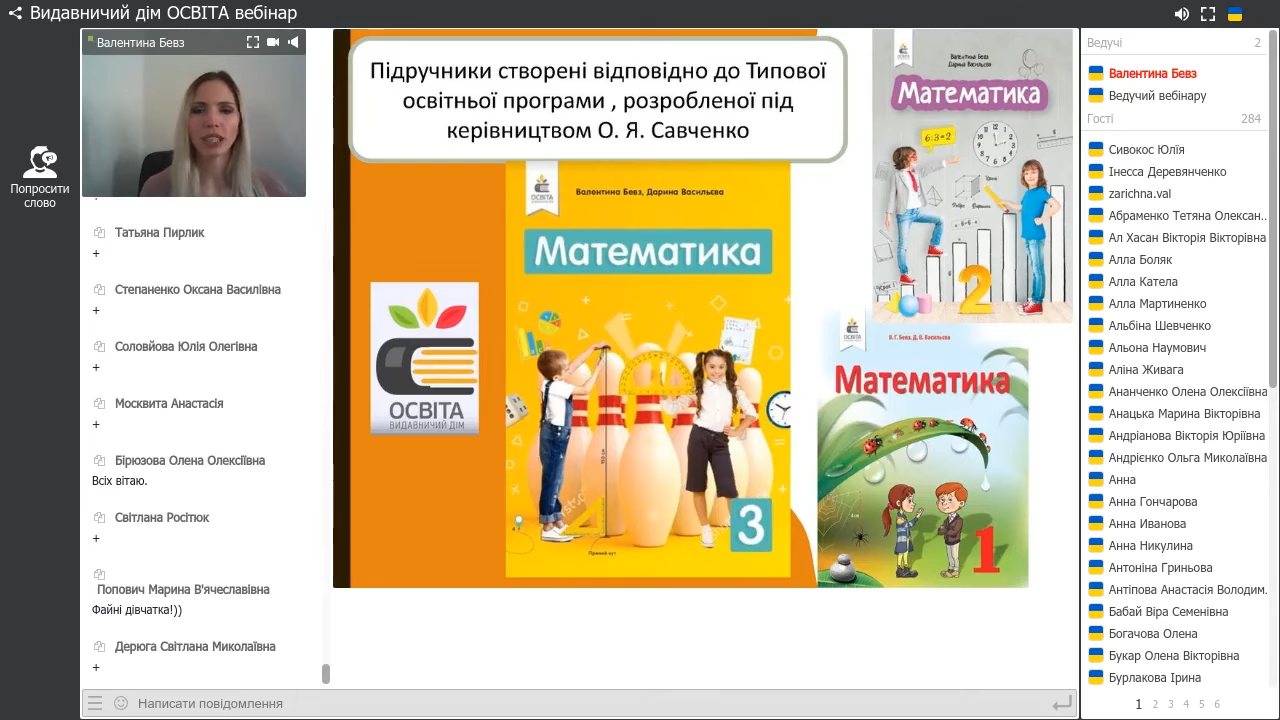 Видавничий дім ОСВІТА вебінар
Попросити
слово
Валентина Бевз
Татьяна Пирлик
+
Степаненко Оксана Василівна
+
Соловйова Юлія Олегівна
+
Москвита Анастасія
+
Бірюзова Олена Олексіївна
Всіх вітаю.
Світлана Росітюк
+
Попович Марина В'ячеславівна
Файні дівчатка!))
Дерюга Світлана Миколаївна
+
Написати повідомлення
Підручники створені відповідно до Типової
освітньої програми , розробленої під
керівництвом О. Я. Савченко
ОСВІТА
ВИДАВНИЧИЙ ДІМ
ОСВІТА
Валентина Бевз, Дарина Васильєва
Математика
3
Прямий кут
Валентина Бевз
Дарина Васильєва
Математика
6:3=2?
2
В. Г. Бевз, Д. В. Васильєва
Математика
1
Ведучі 2
Валентина Бевз
Ведучий вебінару
Гості 284
Сивокос Юлїя
Інесса Деревянченко
zarichna.val
Абраменко Тетяна Олексан..
Ал Хасан Вікторія Вікторівна
Алла Боляк
Алла Катела
Алла Мартиненко
Альбіна Шевченко
Альона Наумович
Аліна Живага
Ананченко Олена Олексіївна
Анацька Марина Вікторівна
Андріанова Вікторія Юріївна
Андрієнко Ольга Миколаївна
Анна
Анна Гончарова
Анна Иванова
Анна Никулина
Антоніна Гриньова
Антіпова Анастасія Володим.
Бабай Віра Семенівна
Богачова Олена
Букар Олена Вікторівна
Бурлакова Ірина
1 2 3 4 5 6